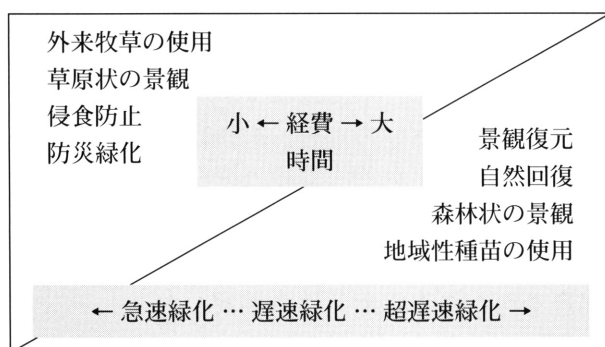 外来牧草の使用
草原状の景観
侵食防止
防災緑化
小 ← 経費 → 大
時間
景観復元
自然回復
森林状の景観
地域性種苗の使用
← 急速緑化 … 遅速緑化 … 超遅速緑化 →